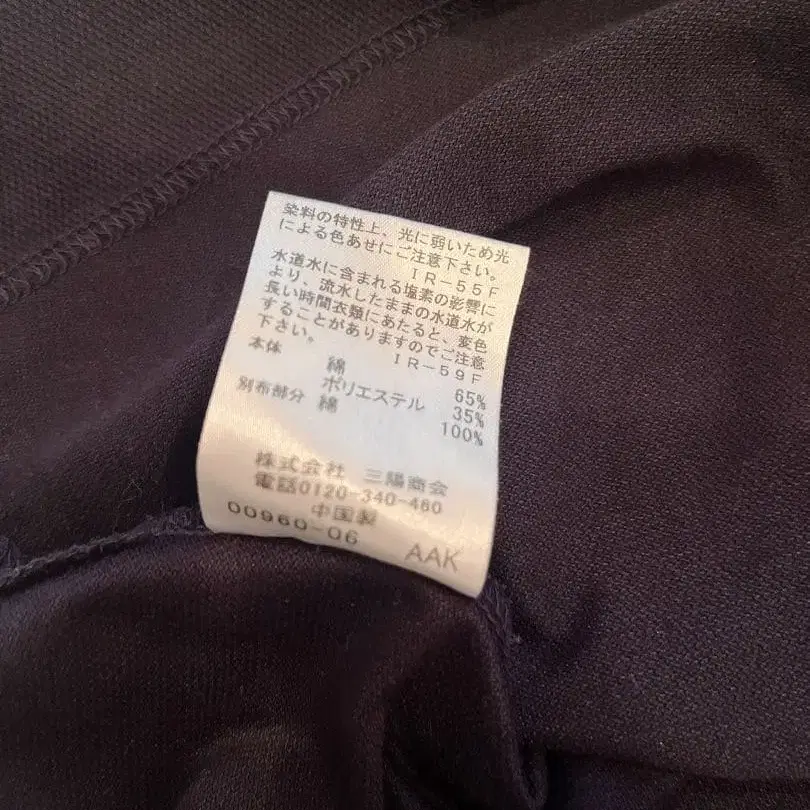 染料の特性上、光に弱いため光
による色あせにご注意下さい。
IR-55F
水道水に含まれる塩素の影響に
より、流水したままの水道水が
長い時間衣類にあたると、変色
することがありますのでご注意
下さい。 IR-59F
本体 綿 65%
ポリエステル 35%
別布部分 綿 100%
株式会社 三陽商会
電話0120-340-460
中国製
00960-06 AAK